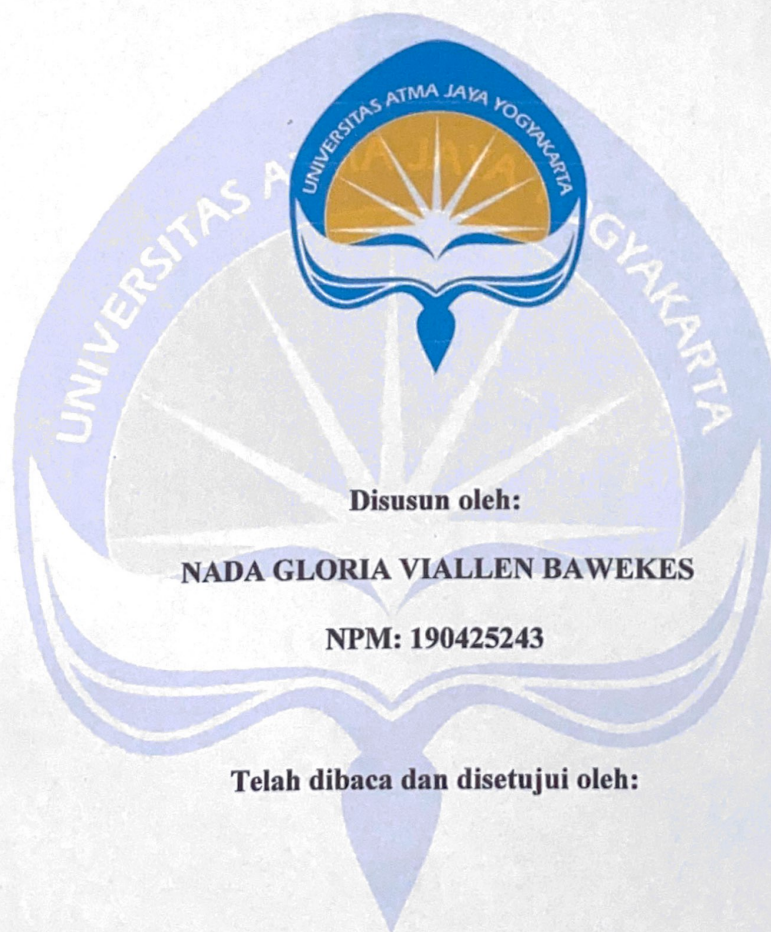 UNIVERSITAS ATMA JAYA YOGYAKARTA
UNIVERSITAS ATMA JAYA YOGYAKARTA
Disusun oleh:
NADA GLORIA VIALLEN BAWEKES
NPM: 190425243
Telah dibaca dan disetujui oleh: